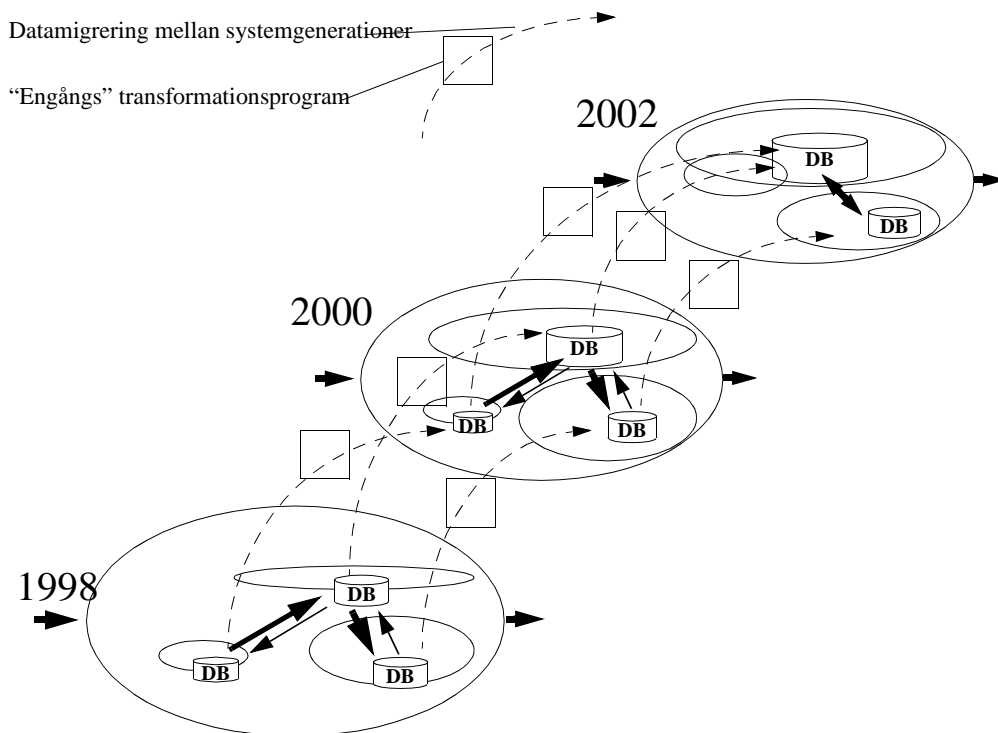 Datamigrering mellan systemgenerationer
“Engångs” transformationsprogram
2002
DB
DB
2000
DB
DB
DB
1998
DB
DB
DB